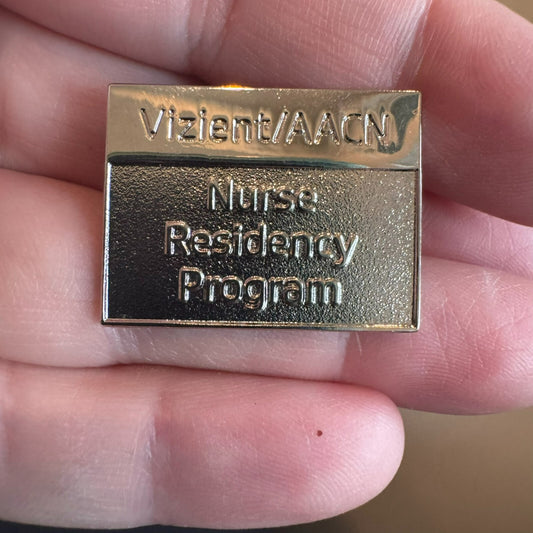 Vizient/AACN
Nurse
Residency
Program